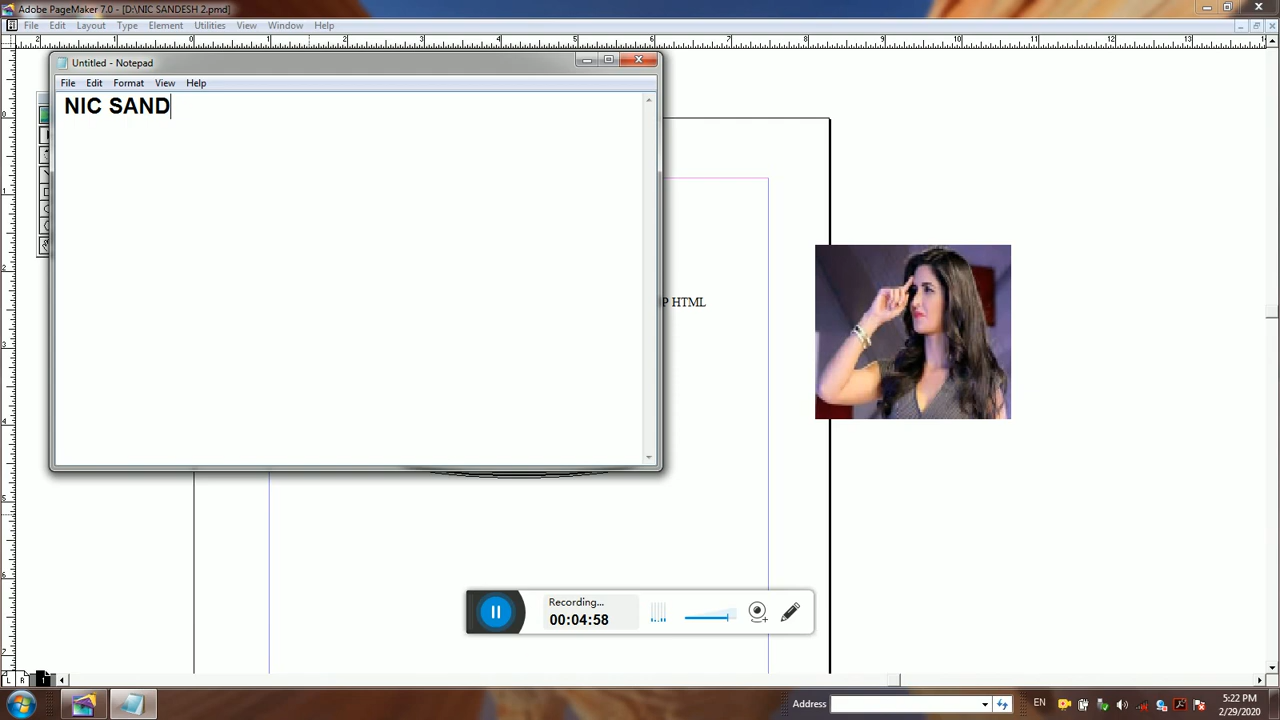 Adobe PageMaker 7.0 - [D:\NIC SANDESH 2.pmd]
File Edit Layout Type Element Utilities View Window Help
Untitled - Notepad
File Edit Format View Help
NIC SAND
P HTML
Recording...
00:04:58
L R 1
Address
EN
5:22 PM
2/29/2020